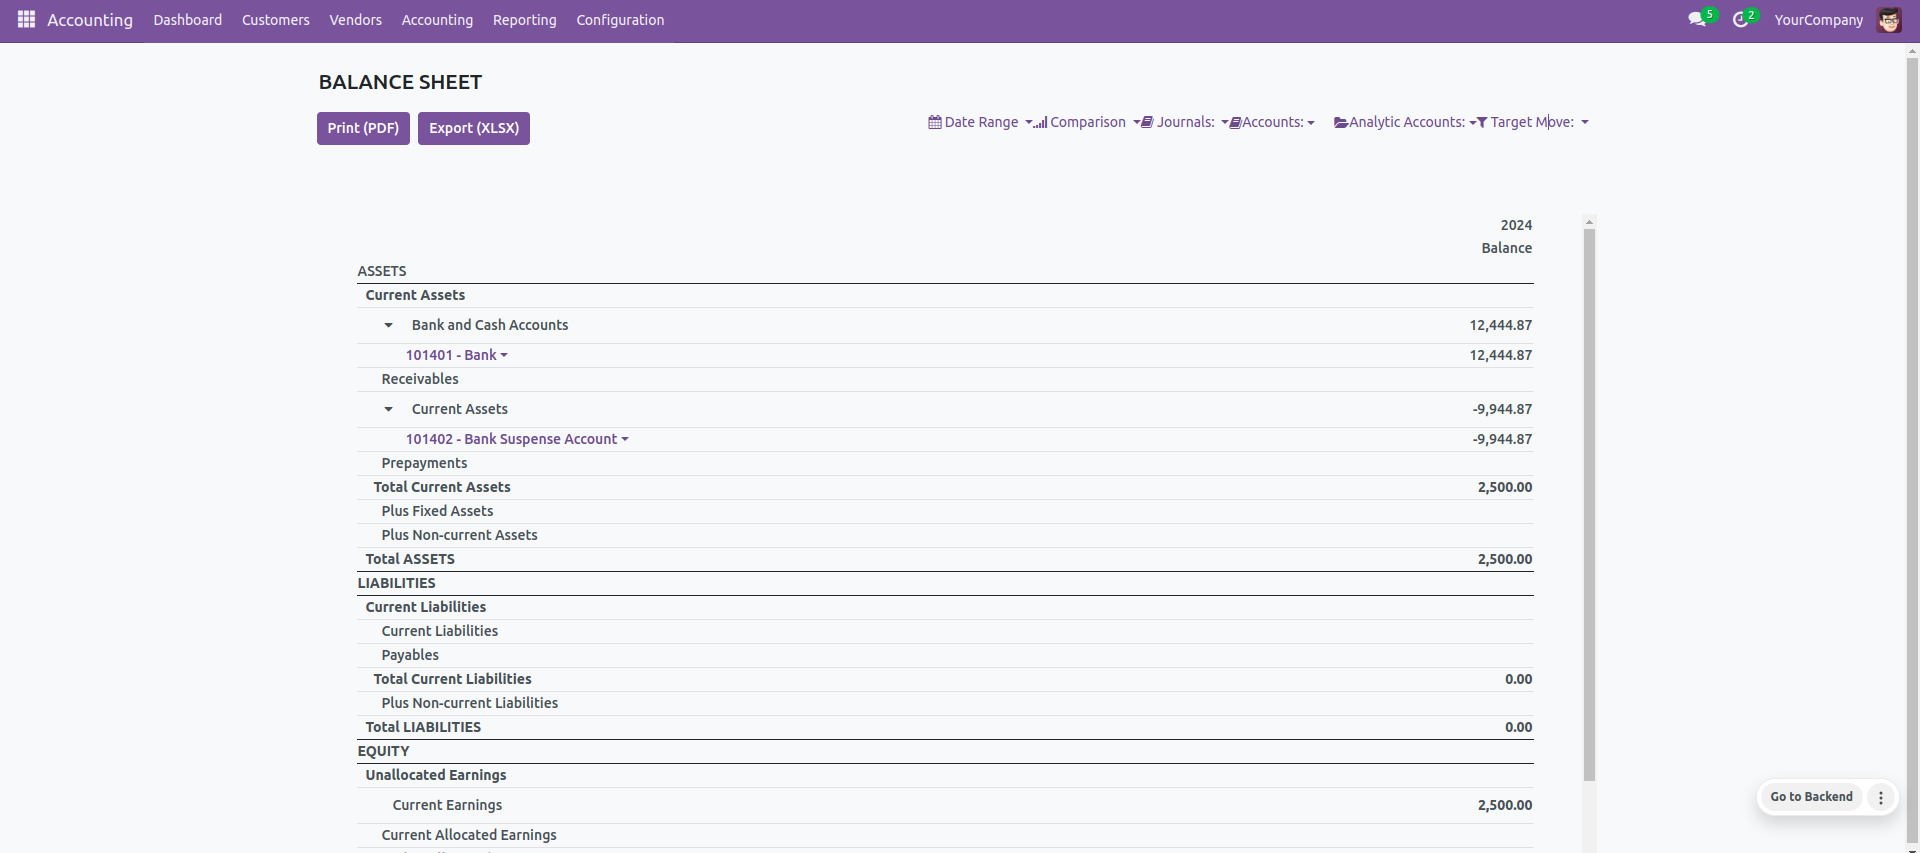 Accounting Dashboard Customers Vendors Accounting Reporting Configuration 5 2 YourCompany
BALANCE SHEET
Print (PDF) Export (XLSX) Date Range Comparison Journals: Accounts: Analytic Accounts: Target Move:
2024
Balance
ASSETS
Current Assets
Bank and Cash Accounts 12,444.87
101401 - Bank 12,444.87
Receivables
Current Assets -9,944.87
101402 - Bank Suspense Account -9,944.87
Prepayments
Total Current Assets 2,500.00
Plus Fixed Assets
Plus Non-current Assets
Total ASSETS 2,500.00
LIABILITIES
Current Liabilities
Current Liabilities
Payables
Total Current Liabilities 0.00
Plus Non-current Liabilities
Total LIABILITIES 0.00
EQUITY
Unallocated Earnings
Go to Backend
Current Earnings 2,500.00
Current Allocated Earnings